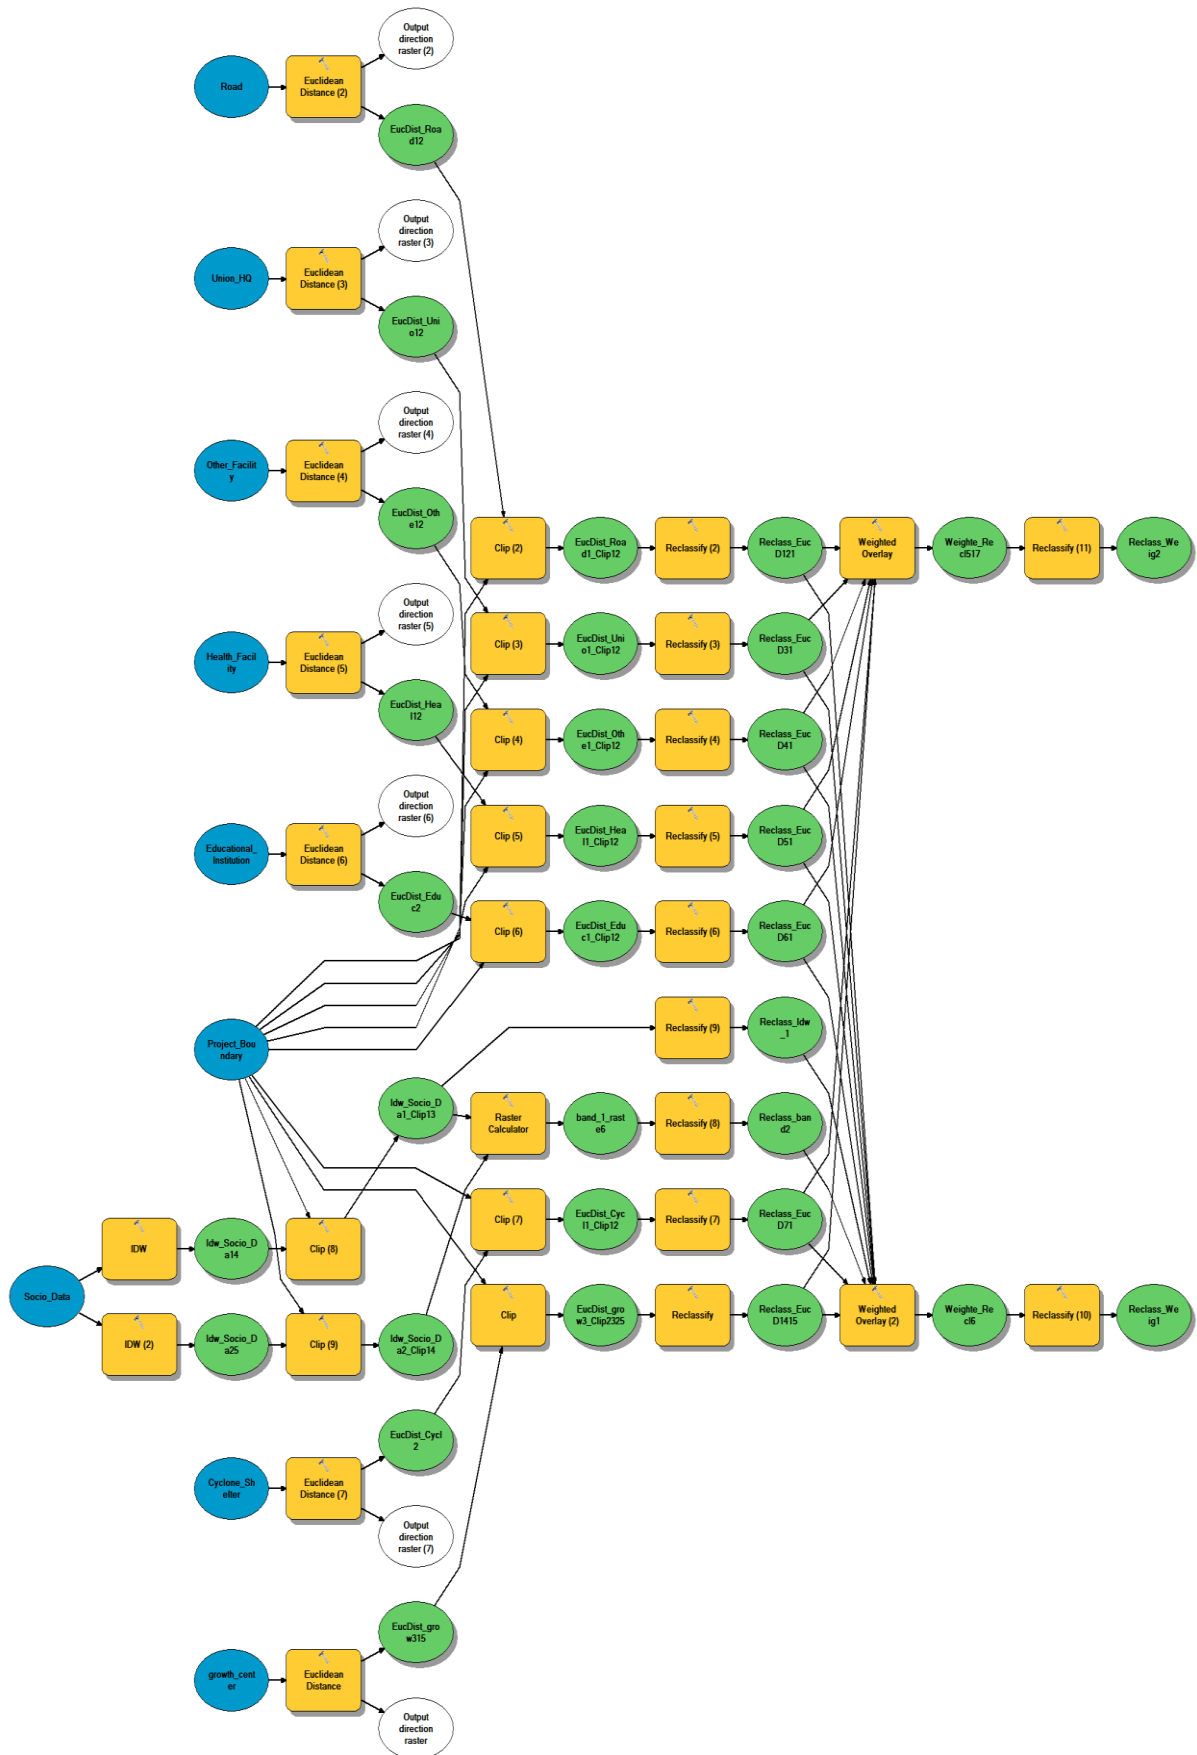 Output
direction
raster (2)
Road
Euclidean
Distance (2)
EucDist_Roa
d12
Output
direction
raster (3)
Union_HQ
Euclidean
Distance (3)
EucDist_Uni
o12
Output
direction
raster (4)
Other_Facilit
y
Euclidean
Distance (4)
EucDist_Oth
e12
Clip (2)
EucDist_Roa
d1_Clip12
Reclassify (2)
Reclass_Euc
D121
Weighted
Overlay
Weighte_Re
cl517
Reclassify (11)
Reclass_We
ig2
Output
direction
raster (5)
Health_Facil
ity
Euclidean
Distance (5)
EucDist_Hea
l12
Clip (3)
EucDist_Uni
o1_Clip12
Reclassify (3)
Reclass_Euc
D31
Clip (4)
EucDist_Oth
e1_Clip12
Reclassify (4)
Reclass_Euc
D41
Output
direction
raster (6)
Educational_
Institution
Euclidean
Distance (6)
EucDist_Edu
c2
Clip (5)
EucDist_Hea
l1_Clip12
Reclassify (5)
Reclass_Euc
D51
Clip (6)
EucDist_Edu
c1_Clip12
Reclassify (6)
Reclass_Euc
D61
Project_Bou
ndary
Reclassify (9)
Reclass_Idw
_1
Idw_Socio_D
a1_Clip13
Raster
Calculator
band_1_rast
e6
Reclassify (8)
Reclass_ban
d2
Clip (7)
EucDist_Cyc
l1_Clip12
Reclassify (7)
Reclass_Euc
D71
IDW
Idw_Socio_D
a14
Clip (8)
Socio_Data
IDW (2)
Idw_Socio_D
a25
Clip (9)
Idw_Socio_D
a2_Clip14
Clip
EucDist_gro
w3_Clip2325
Reclassify
Reclass_Euc
D1415
Weighted
Overlay (2)
Weighte_Re
cl6
Reclassify (10)
Reclass_We
ig1
EucDist_Cycl
2
Cyclone_Sh
elter
Euclidean
Distance (7)
Output
direction
raster (7)
EucDist_gro
w315
growth_cent
er
Euclidean
Distance
Output
direction
raster